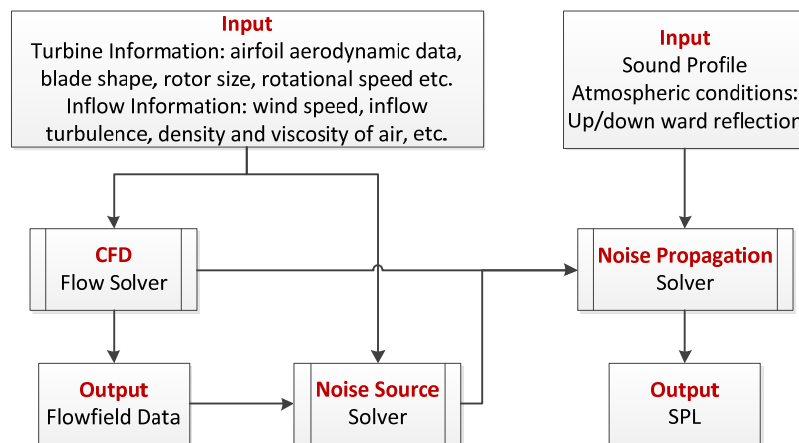 Input
Turbine Information: airfoil aerodynamic data,
blade shape, rotor size, rotational speed etc.
Inflow Information: wind speed, inflow
turbulence, density and viscosity of air, etc.
Input
Sound Profile
Atmospheric conditions:
Up/down ward reflection
CFD
Flow Solver
Noise Propagation
Solver
Output
Flowfield Data
Noise Source
Solver
Output
SPL